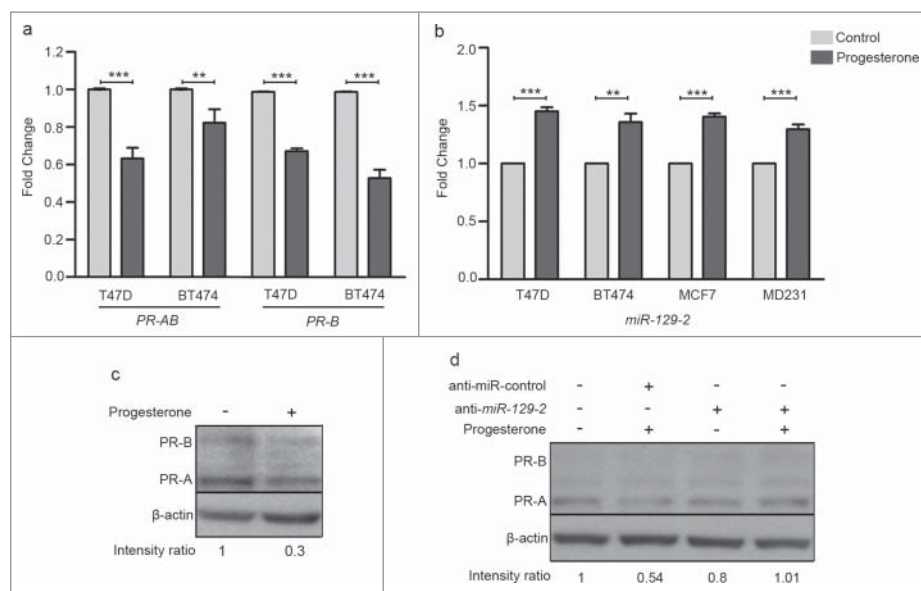 a
1.2
1.0
0.8
0.6
0.4
0.2
0.0
Fold Change
*** ** *** ***
T47D BT474 T47D BT474
PR-AB PR-B
b
Control
Progesterone
2.0
1.5
1.0
0.5
0.0
Fold Change
*** ** *** ***
T47D BT474 MCF7 MD231
miR-129-2
c
Progesterone - +
PR-B
PR-A
β-actin
Intensity ratio 1 0.3
d
anti-miR-control - + - -
anti-miR-129-2 - - + +
Progesterone - + - +
PR-B
PR-A
β-actin
Intensity ratio 1 0.54 0.8 1.01